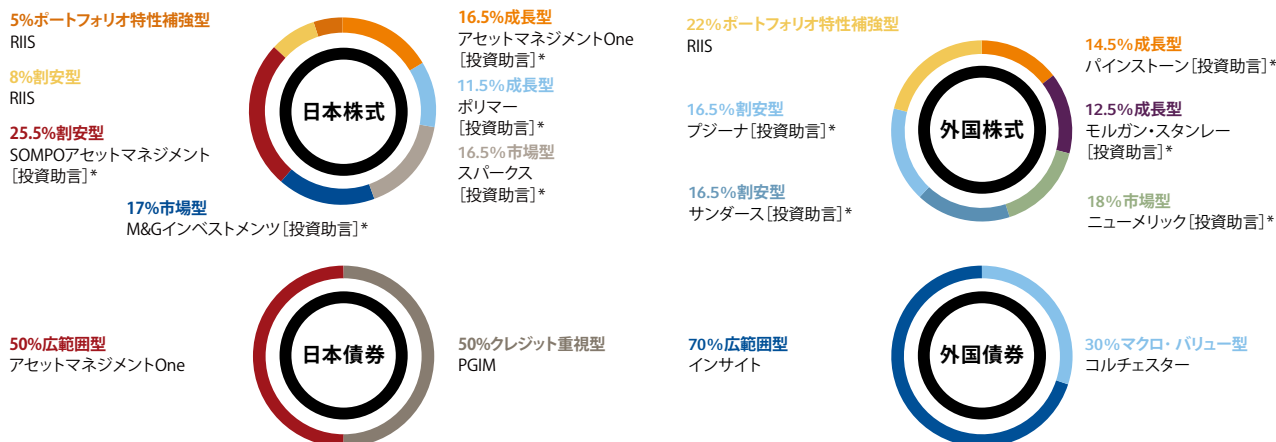 5%ポートフォリオ特性補強型
RIIS
8%割安型
RIIS
25.5%割安型
SOMPOアセットマネジメント
[投資助言]*
17%市場型
M&Gインベストメンツ[投資助言]*
日本株式
16.5%成長型
アセットマネジメントOne
[投資助言]*
11.5%成長型
ポリマー
[投資助言]*
16.5%市場型
スパークス
[投資助言]*
22%ポートフォリオ特性補強型
RIIS
16.5%割安型
プジーナ[投資助言]*
16.5%割安型
サンダース[投資助言]*
外国株式
14.5%成長型
パインストーン[投資助言]*
12.5%成長型
モルガン・スタンレー
[投資助言]*
18%市場型
ニューメリック[投資助言]*
50%広範囲型
アセットマネジメントOne
日本債券
50%クレジット重視型
PGIM
70%広範囲型
インサイト
外国債券
30%マクロ・バリュー型
コルチェスター